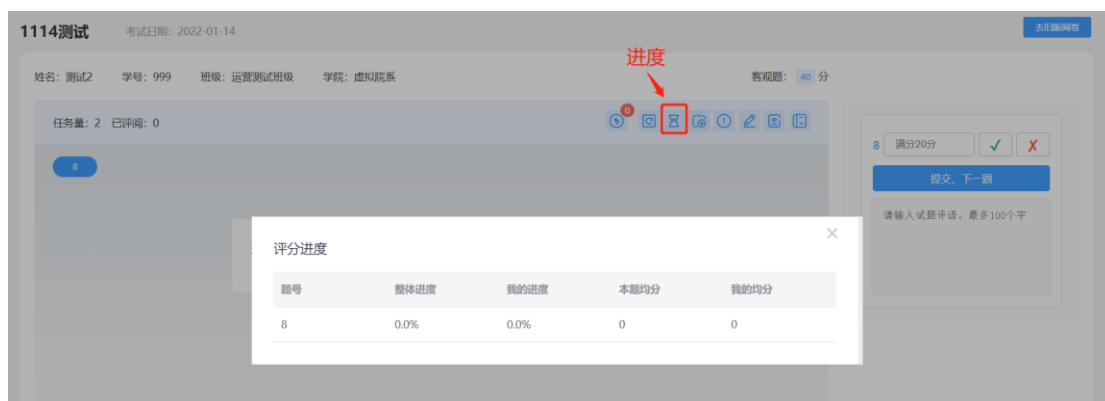 1114测试 考试日期：2022-01-14 去旧版阅卷
进度
姓名：测试2 学号：999 班级：运营测试班级 学院：虚拟院系 客观题： 40 分
任务量：2 已评阅：0 0
8 满分20分
8
提交，下一题
请输入试题评语，最多100个字
评分进度
题号 整体进度 我的进度 本题均分 我的均分
8 0.0% 0.0% 0 0